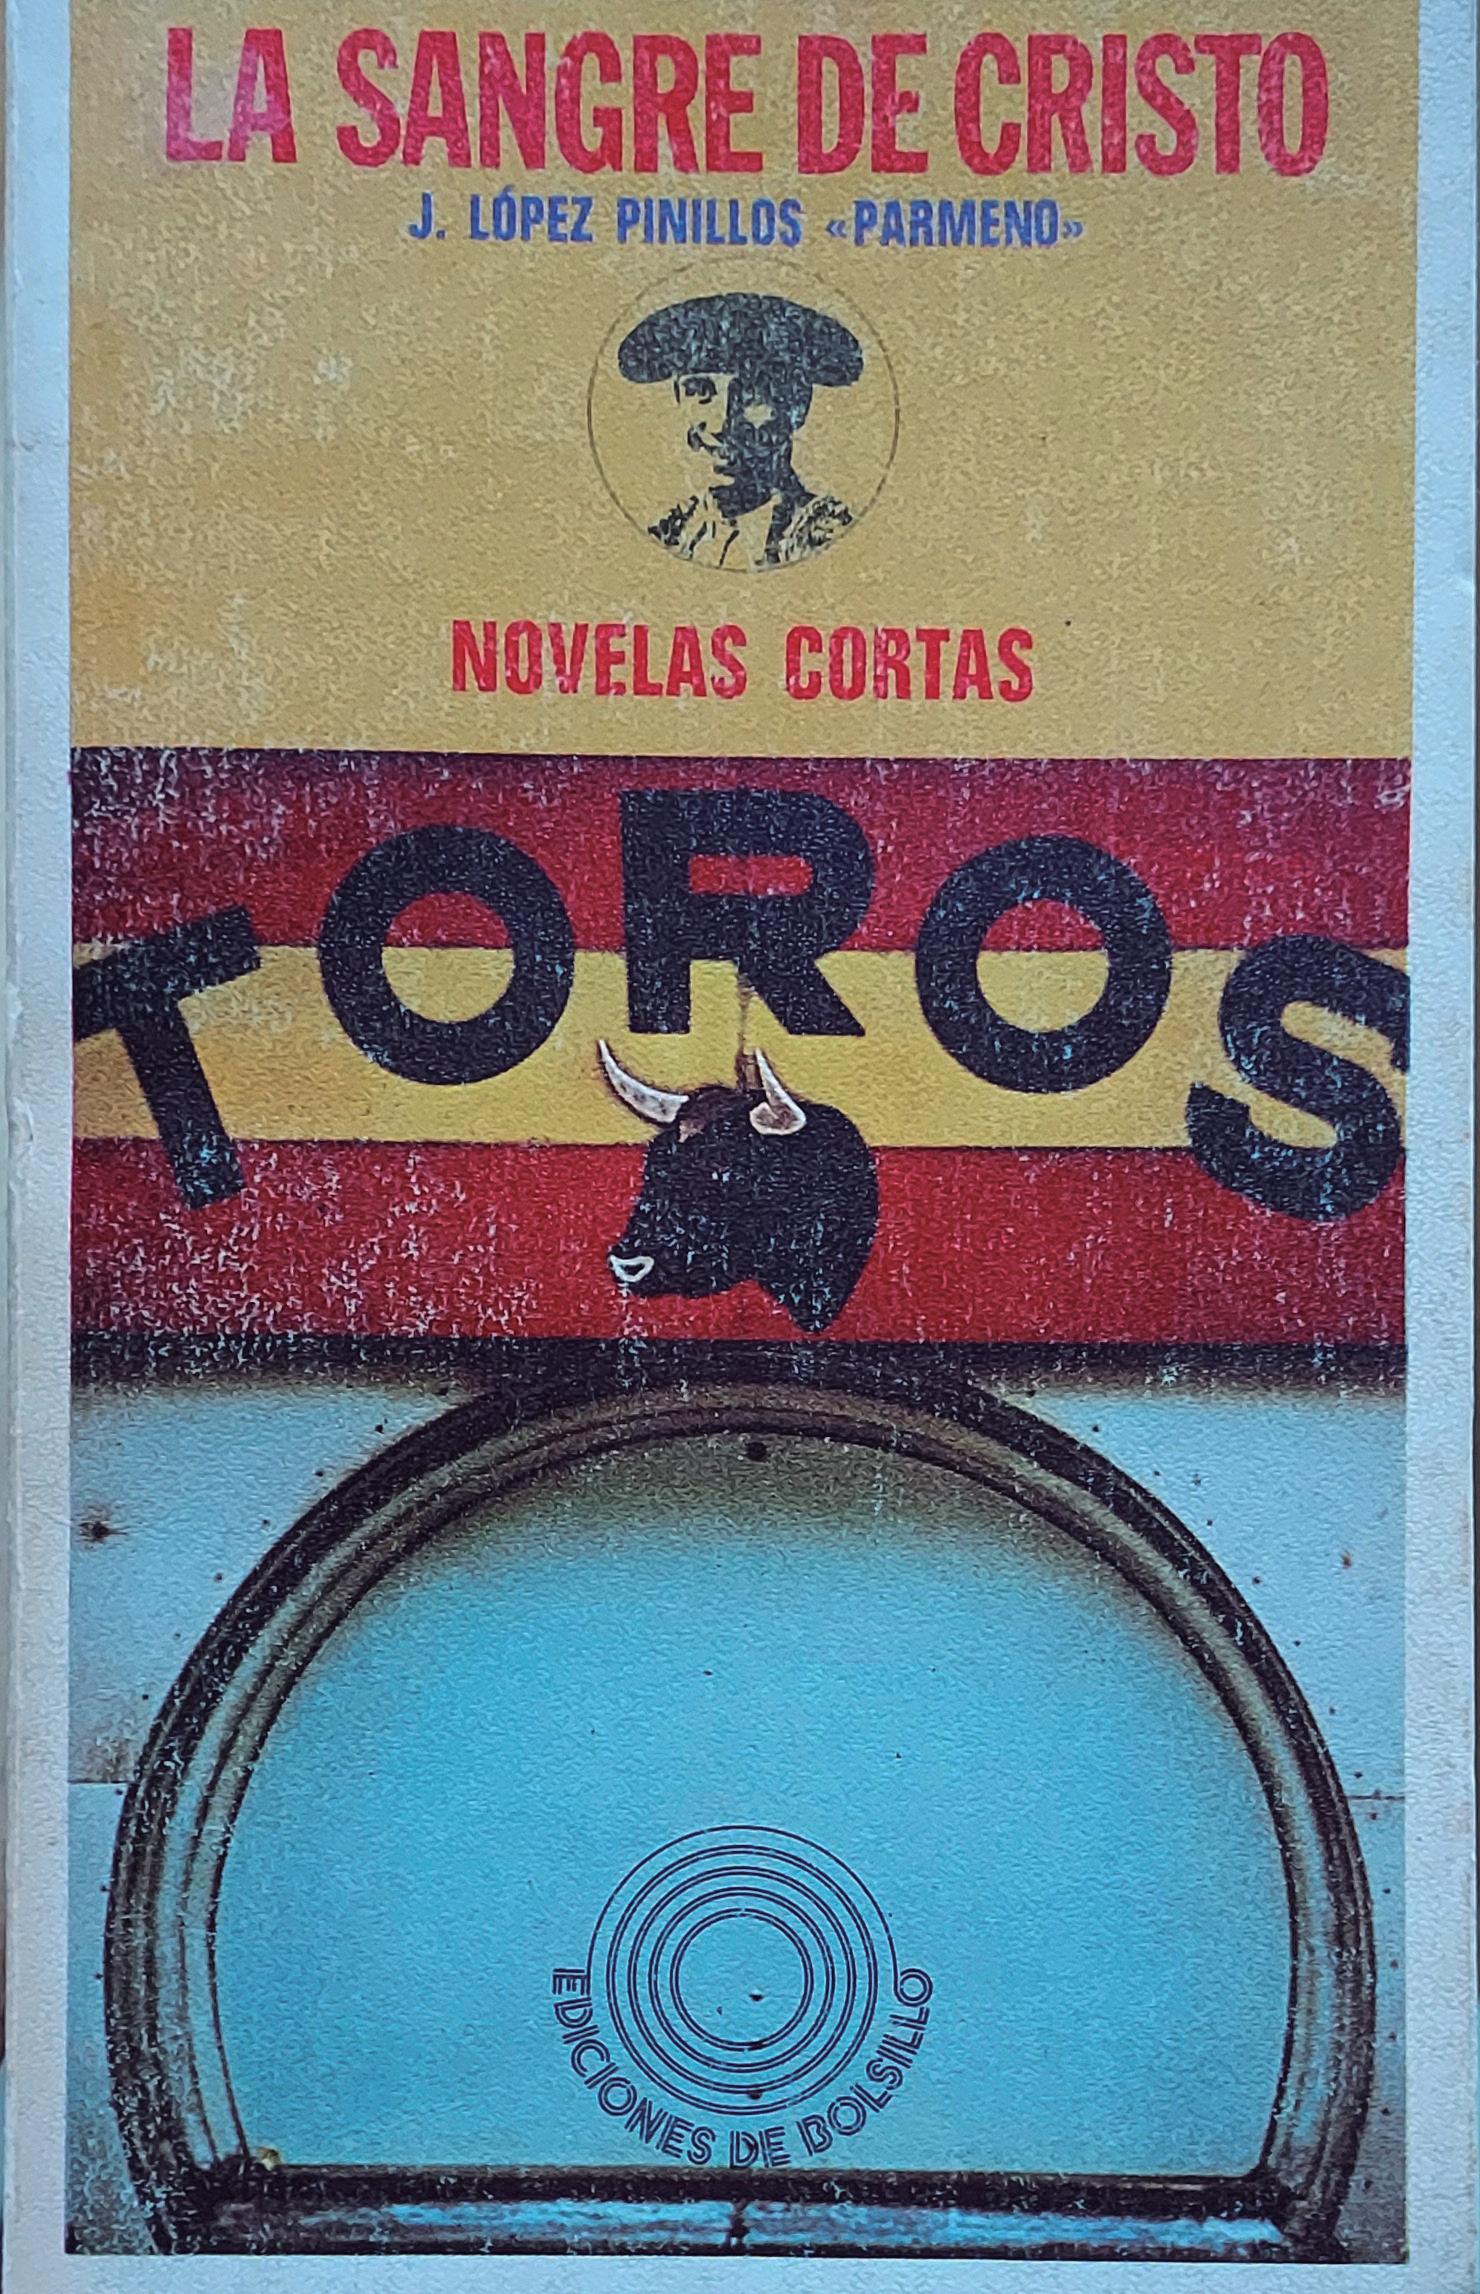 LA SANGRE DE CRISTO
J. LÓPEZ PINILLOS «PARMENO»
NOVELAS CORTAS
TOROS
EDICIONES DE BOLSILLO